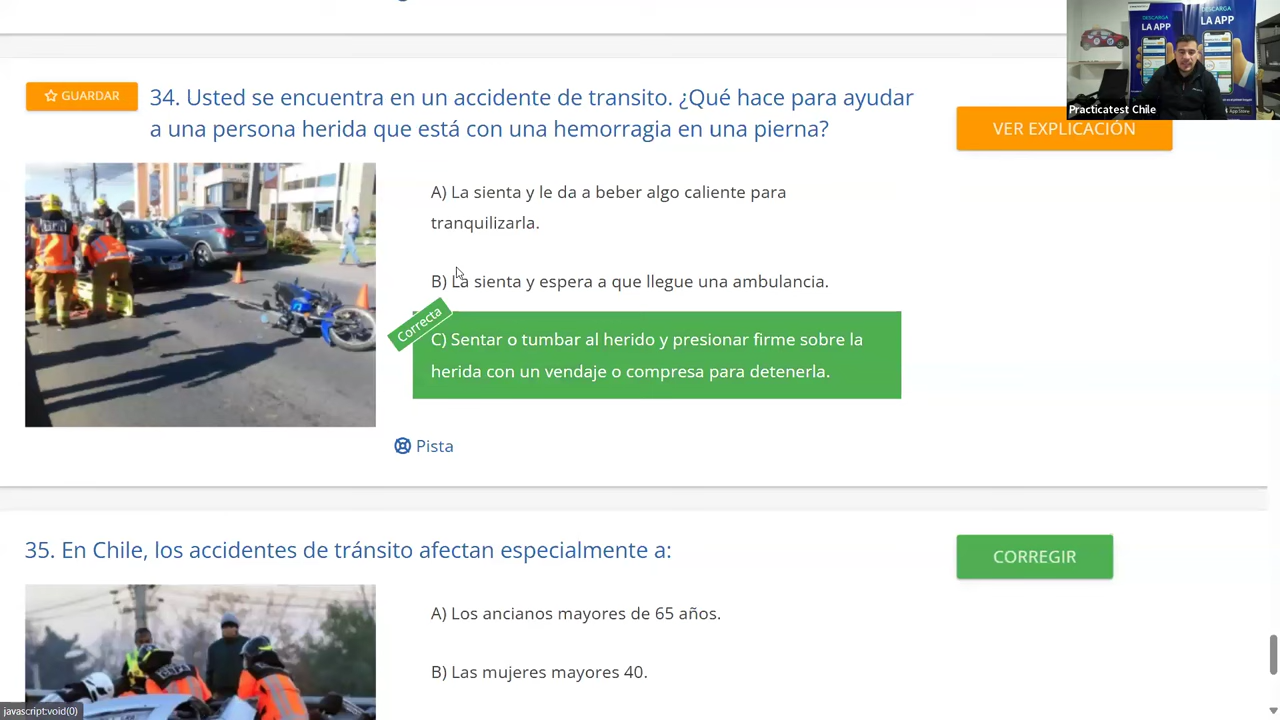 DESCARGA
LA APP
DESCARGA
LA APP
Practicatest Chile
GUARDAR
34. Usted se encuentra en un accidente de transito. ¿Qué hace para ayudar
a una persona herida que está con una hemorragia en una pierna?
VER EXPLICACIÓN
A) La sienta y le da a beber algo caliente para
tranquilizarla.
B) La sienta y espera a que llegue una ambulancia.
Correcta
C) Sentar o tumbar al herido y presionar firme sobre la
herida con un vendaje o compresa para detenerla.
Pista
35. En Chile, los accidentes de tránsito afectan especialmente a:
CORREGIR
A) Los ancianos mayores de 65 años.
B) Las mujeres mayores 40.
javascript:void(0)